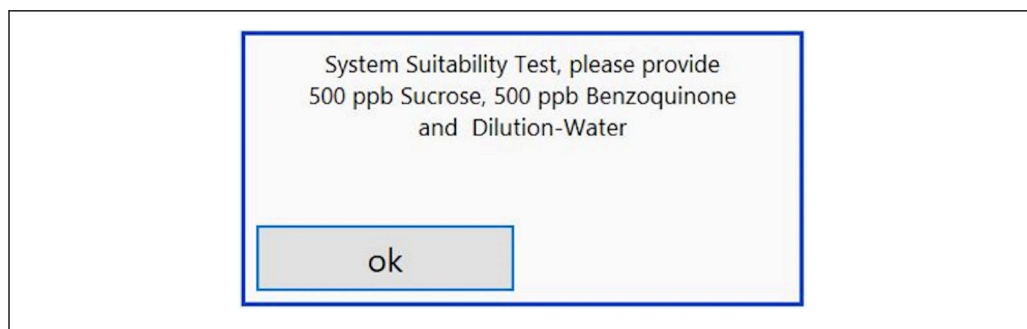 System Suitability Test, please provide
500 ppb Sucrose, 500 ppb Benzoquinone
and Dilution-Water
ok